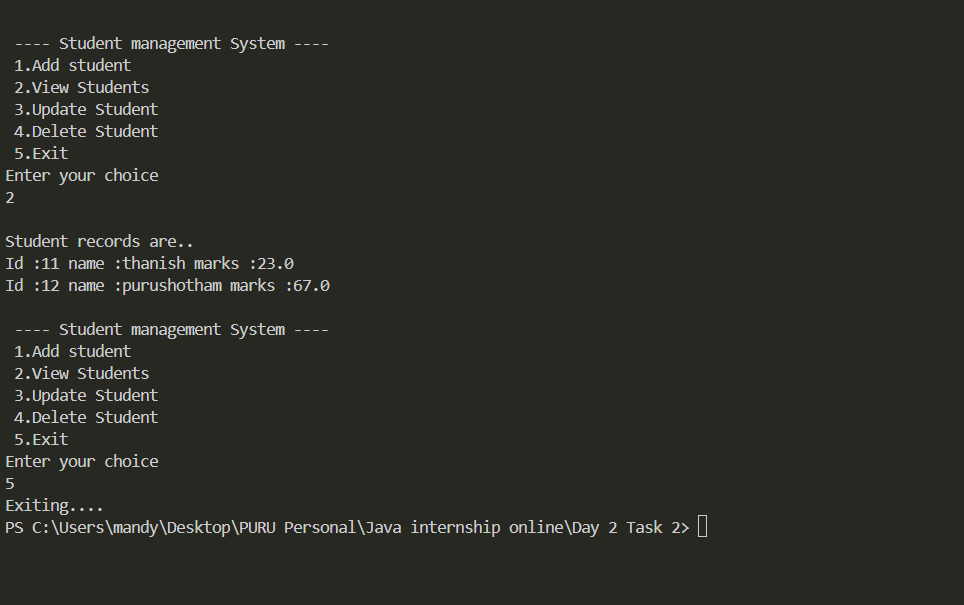 ---- Student management System ----
1.Add student
2.View Students
3.Update Student
4.Delete Student
5.Exit
Enter your choice
2
Student records are..
Id :11 name :thanish marks :23.0
Id :12 name :purushotham marks :67.0
---- Student management System ----
1.Add student
2.View Students
3.Update Student
4.Delete Student
5.Exit
Enter your choice
5
Exiting....
PS C:\Users\mandy\Desktop\PURU Personal\Java internship online\Day 2 Task 2>